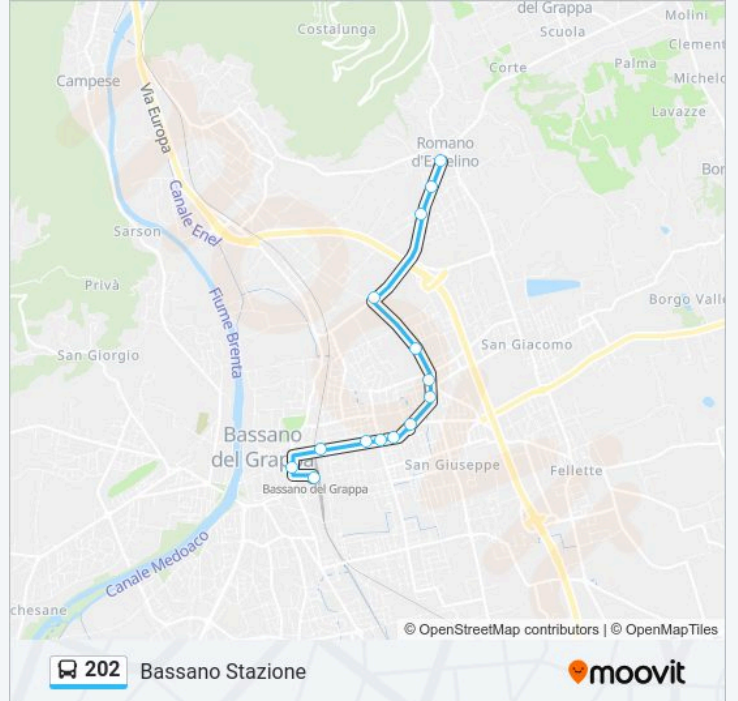 del Grappa
Molini
Costalunga
Scuola
Clement
Corte
Palma
Michelo
Campese
Via Europa
Lavazze
Romano
d'Ezzelino
Bor
Canale Enel
Sarson
Privà
Fiume Brenta
Borgo Valle
San Giacomo
San Giorgio
Bassano
del Grappa
San Giuseppe
Fellette
Bassano del Grappa
Canale Medoaco
chesane
© OpenStreetMap contributors | © OpenMapTiles
202 Bassano Stazione
moovit